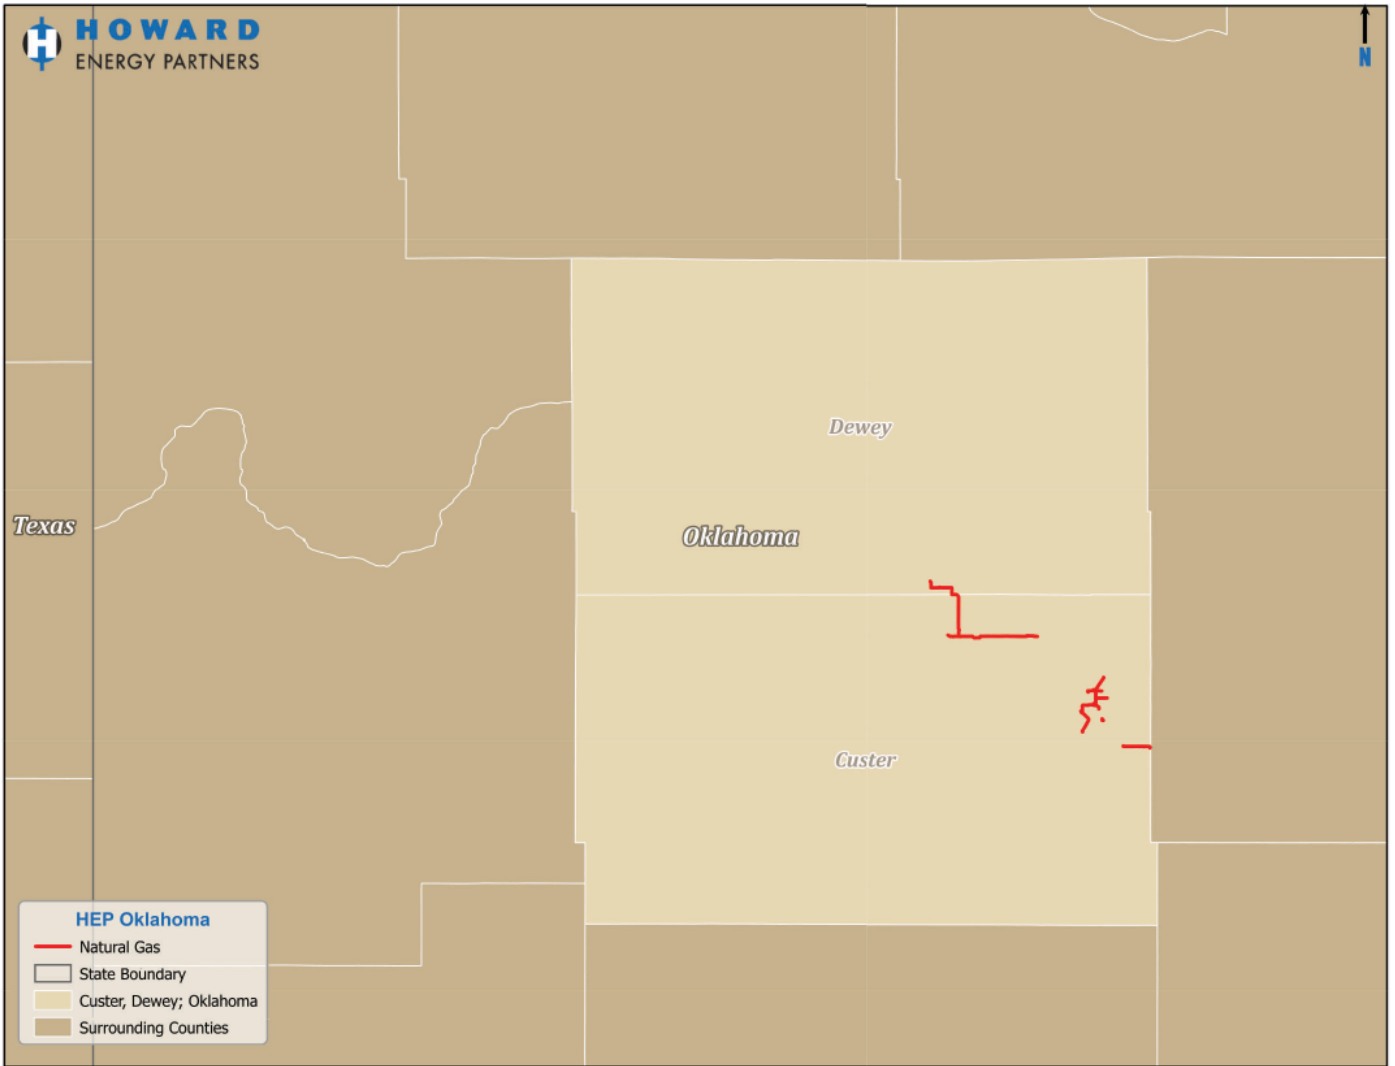 HOWARD
ENERGY PARTNERS
N
Dewey
Texas
Oklahoma
Custer
HEP Oklahoma
Natural Gas
State Boundary
Custer, Dewey; Oklahoma
Surrounding Counties